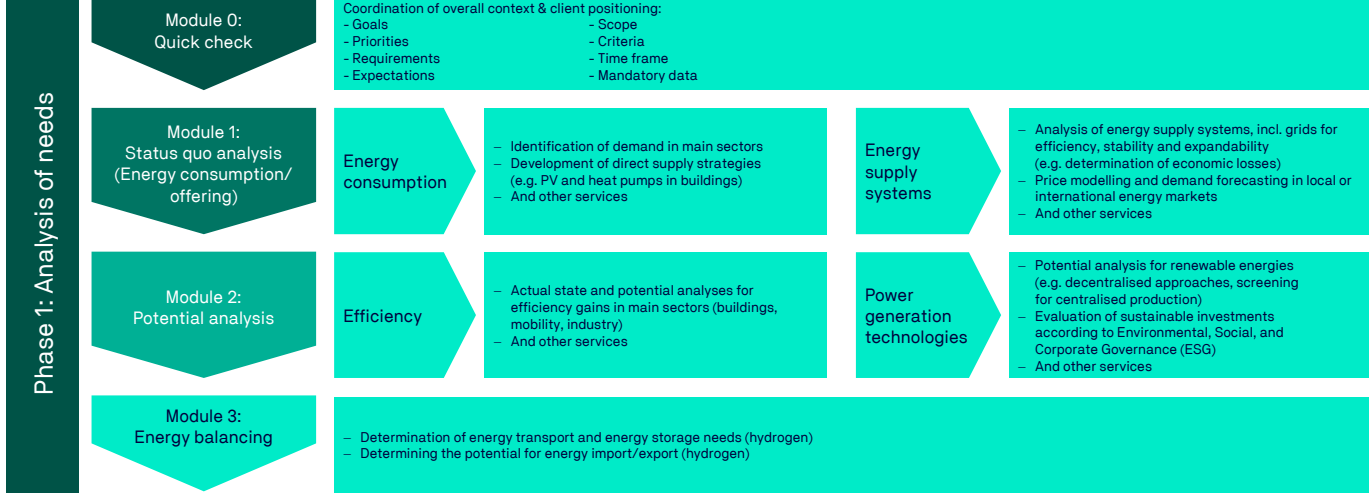 Phase 1: Analysis of needs
Module 0:
Quick check
Coordination of overall context & client positioning:
- Goals
- Priorities
- Requirements
- Expectations
- Scope
- Criteria
- Time frame
- Mandatory data
Module 1:
Status quo analysis
(Energy consumption/
offering)
Energy
consumption
– Identification of demand in main sectors
– Development of direct supply strategies
(e.g. PV and heat pumps in buildings)
– And other services
Energy
supply
systems
– Analysis of energy supply systems, incl. grids for
efficiency, stability and expandability
(e.g. determination of economic losses)
– Price modelling and demand forecasting in local or
international energy markets
– And other services
Module 2:
Potential analysis
Efficiency
– Actual state and potential analyses for
efficiency gains in main sectors (buildings,
mobility, industry)
– And other services
Power
generation
technologies
– Potential analysis for renewable energies
(e.g. decentralised approaches, screening
for centralised production)
– Evaluation of sustainable investments
according to Environmental, Social, and
Corporate Governance (ESG)
– And other services
Module 3:
Energy balancing
– Determination of energy transport and energy storage needs (hydrogen)
– Determining the potential for energy import/export (hydrogen)